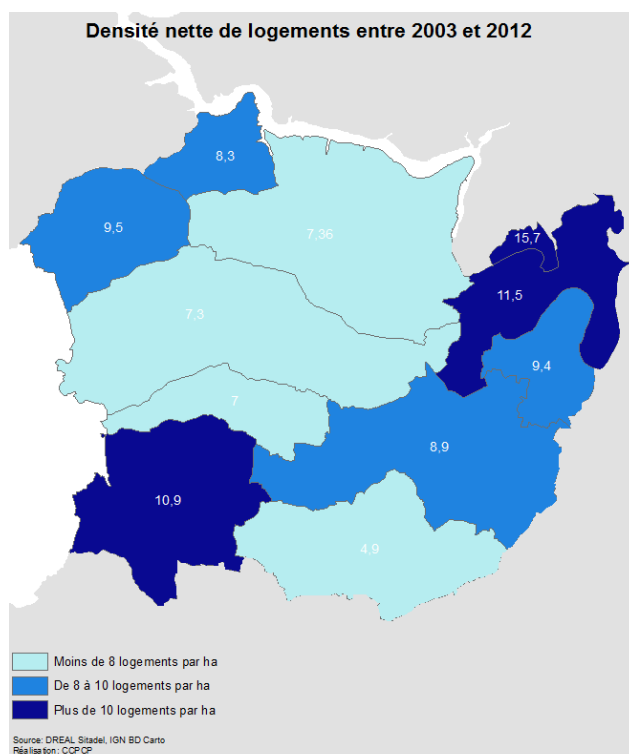 Densité nette de logements entre 2003 et 2012
8,3
9,5
7,36
15,7
11,5
7,3
9,4
7
8,9
10,9
4,9
Moins de 8 logements par ha
De 8 à 10 logements par ha
Plus de 10 logements par ha
Source: DREAL Sitadel, IGN BD Carto
Réalisation: CCPCP